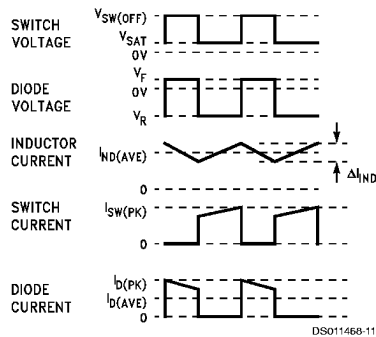 SWITCH VOLTAGE
VSW(OFF)
VSAT
0V
DIODE VOLTAGE
VF
0V
VR
INDUCTOR CURRENT
IND(AVE)
ΔIIND
0
SWITCH CURRENT
ISW(PK)
0
DIODE CURRENT
ID(PK)
ID(AVE)
0
DS011468-11